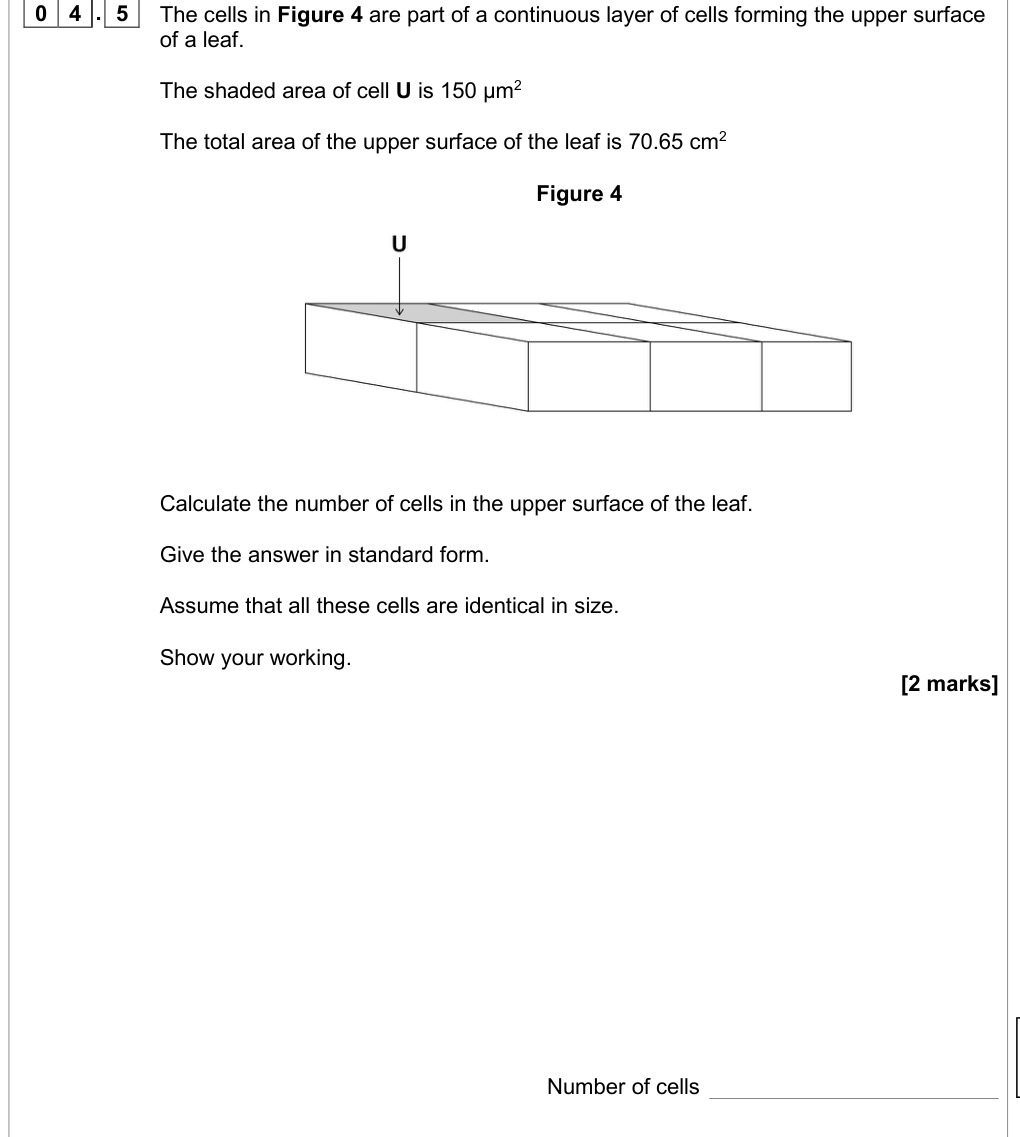 0 4 . 5 The cells in Figure 4 are part of a continuous layer of cells forming the upper surface
of a leaf.
The shaded area of cell U is 150 µm²
The total area of the upper surface of the leaf is 70.65 cm²
Figure 4
U
Calculate the number of cells in the upper surface of the leaf.
Give the answer in standard form.
Assume that all these cells are identical in size.
Show your working.
[2 marks]
Number of cells